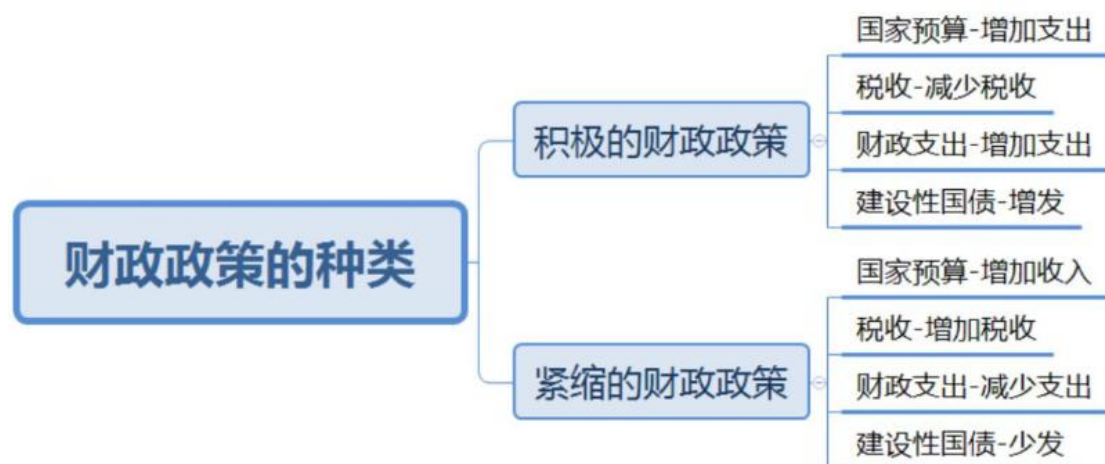 财政政策的种类
积极的财政政策
国家预算-增加支出
税收-减少税收
财政支出-增加支出
建设性国债-增发
紧缩的财政政策
国家预算-增加收入
税收-增加税收
财政支出-减少支出
建设性国债-少发